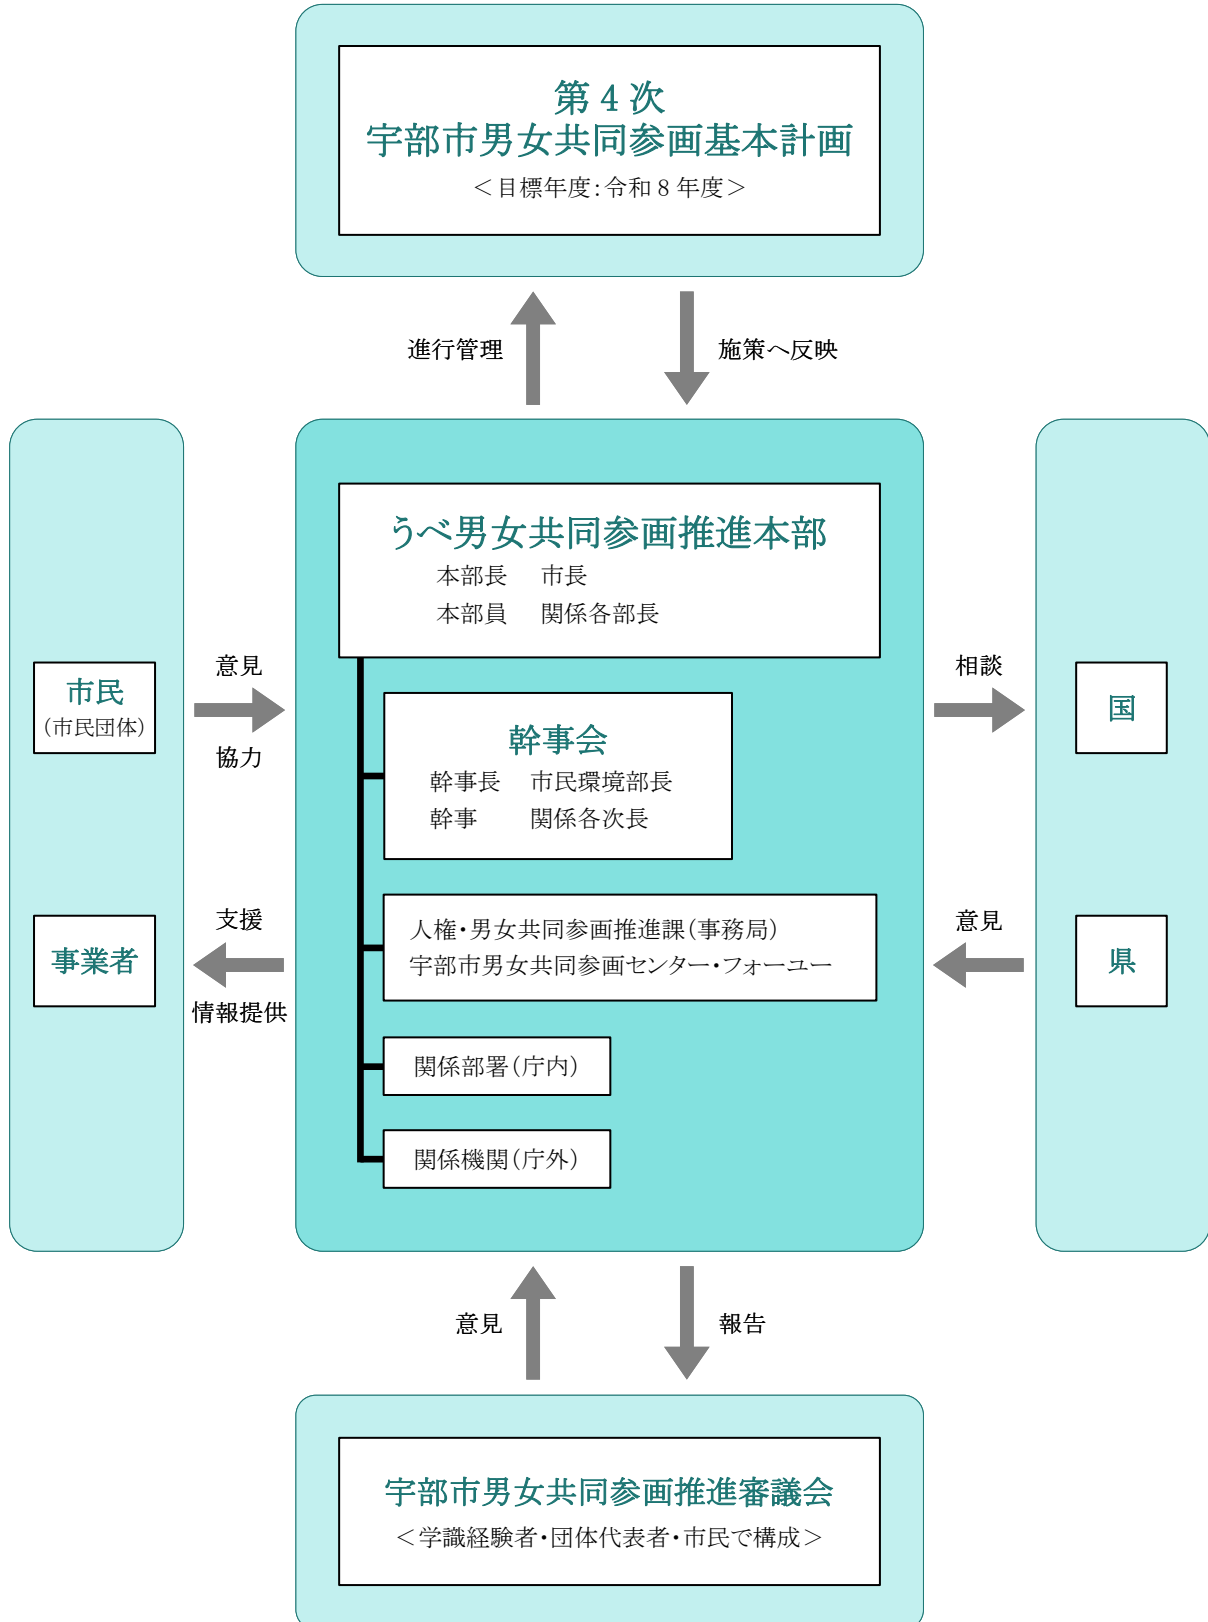 第4次
宇部市男女共同参画基本計画
＜目標年度：令和8年度＞
進行管理
施策へ反映
うべ男女共同参画推進本部
本部長 市長
本部員 関係各部長
市民
（市民団体）
意見
協力
幹事会
幹事長 市民環境部長
幹事 関係各次長
相談
国
事業者
支援
情報提供
人権・男女共同参画推進課（事務局）
宇部市男女共同参画センター・フォーユー
意見
県
関係部署（庁内）
関係機関（庁外）
意見
報告
宇部市男女共同参画推進審議会
＜学識経験者・団体代表者・市民で構成＞